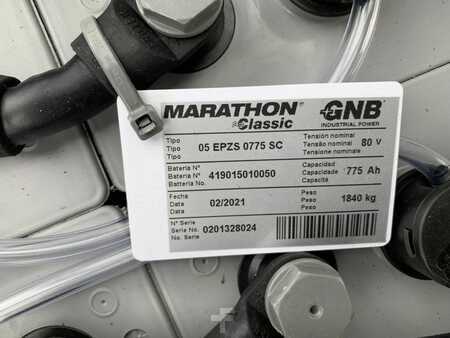 MARATHON®
Classic
GNB®
INDUSTRIAL POWER
Tipo
Tipo 05 EPZS 0775 SC
Tipo
Tensión nominal
Tensão nominal 80 V
Tensione nominale
Batería Nº
Bateria Nº 419015010050
Batteria No.
Capacidad
Capacidade 775 Ah
Capacità
Fecha
Data 02/2021
Data
Peso
Peso 1840 kg
Peso
Nº Serie
Serie No. 0201328024
No. Serie